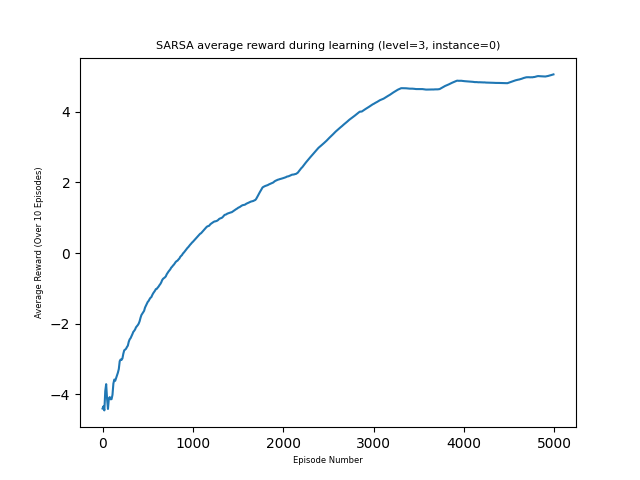 SARSA average reward during learning (level=3, instance=0)
Average Reward (Over 10 Episodes)
4
2
0
−2
−4
0 1000 2000 3000 4000 5000
Episode Number